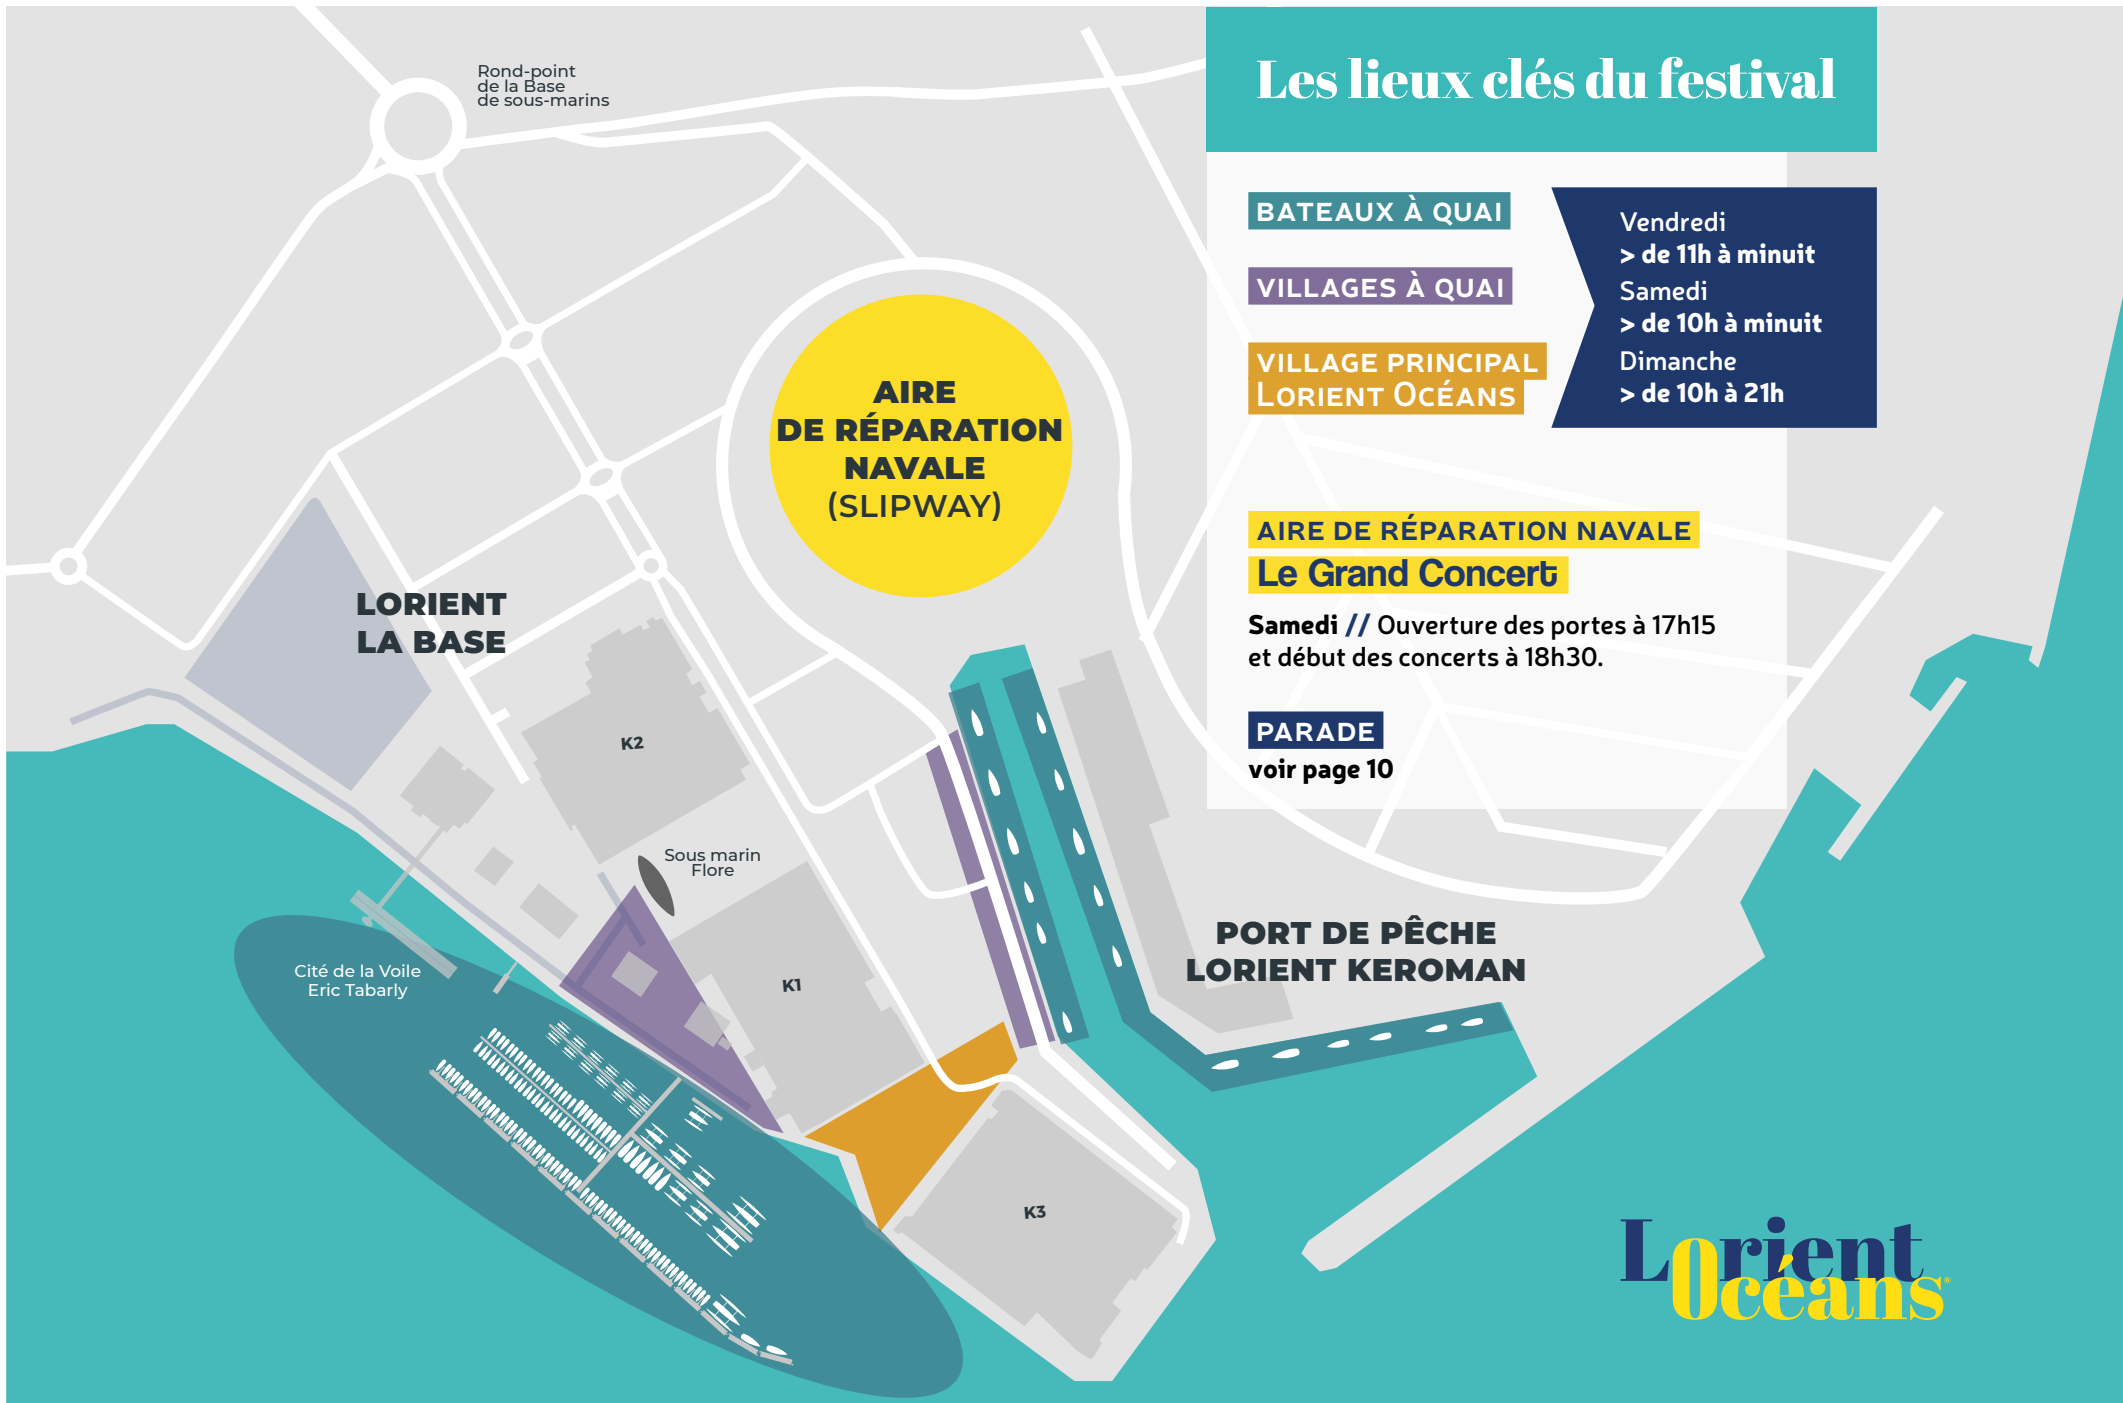 Rond-point
de la Base
de sous-marins
Les lieux clés du festival
BATEAUX À QUAI
VILLAGES À QUAI
VILLAGE PRINCIPAL
LORIENT OCÉANS
Vendredi
> de 11h à minuit
Samedi
> de 10h à minuit
Dimanche
> de 10h à 21h
AIRE
DE RÉPARATION
NAVALE
(SLIPWAY)
AIRE DE RÉPARATION NAVALE
Le Grand Concert
Samedi // Ouverture des portes à 17h15
et début des concerts à 18h30.
PARADE
voir page 10
LORIENT
LA BASE
K2
Sous marin
Flore
K1
PORT DE PÊCHE
LORIENT KEROMAN
Cité de la Voile
Eric Tabarly
K3
Lorient
Océans®